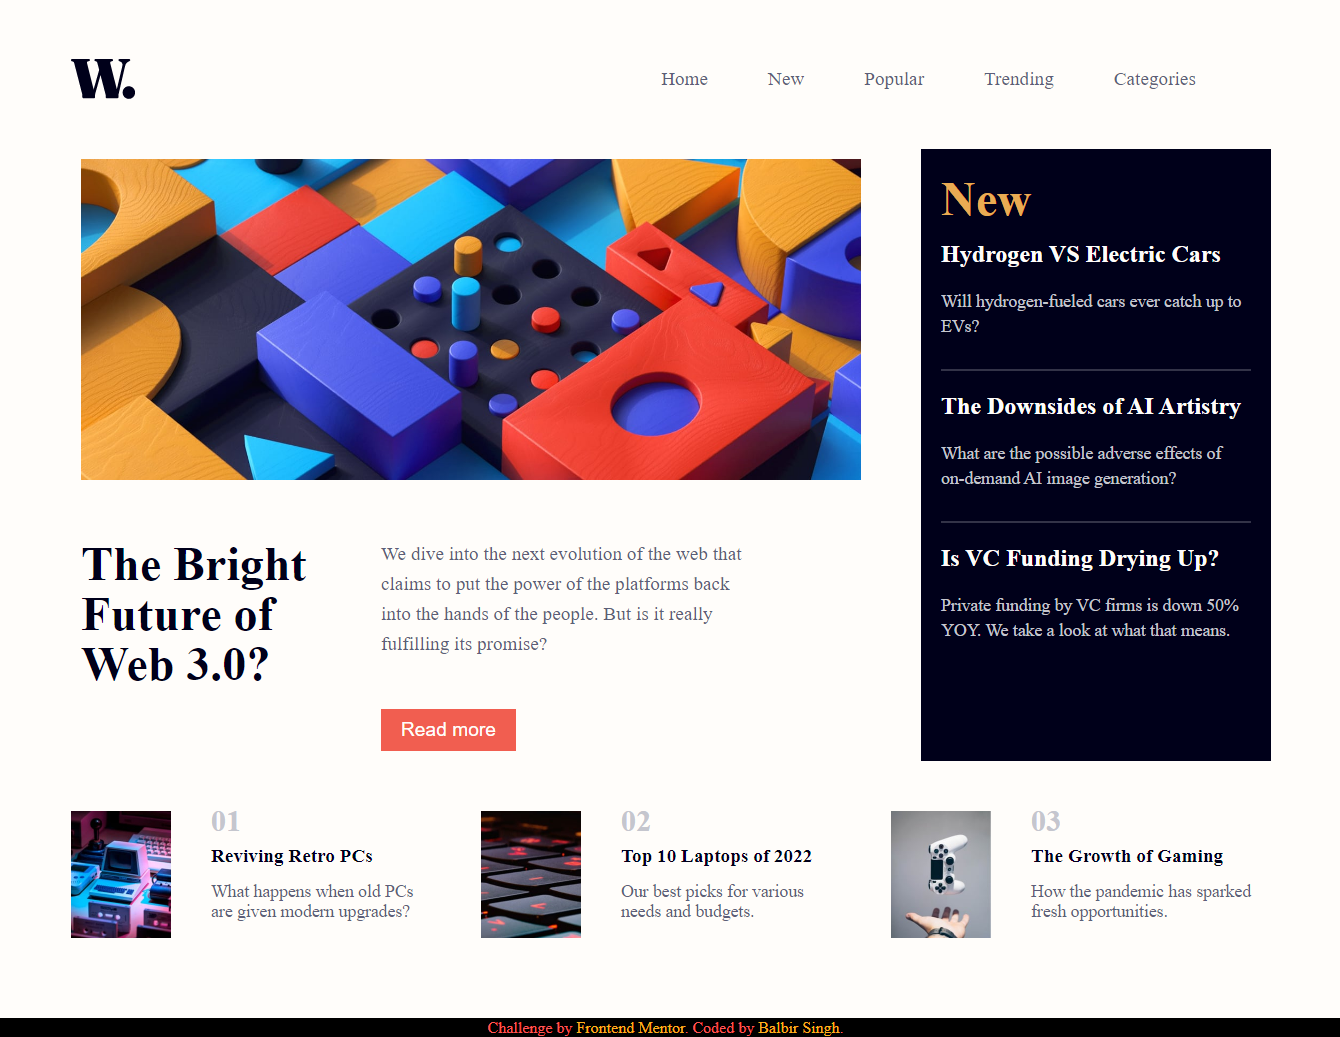 W.
Home New Popular Trending Categories
New
Hydrogen VS Electric Cars
Will hydrogen-fueled cars ever catch up to
EVs?
The Downsides of AI Artistry
What are the possible adverse effects of
on-demand AI image generation?
Is VC Funding Drying Up?
Private funding by VC firms is down 50%
YOY. We take a look at what that means.
The Bright
Future of
Web 3.0?
We dive into the next evolution of the web that
claims to put the power of the platforms back
into the hands of the people. But is it really
fulfilling its promise?
Read more
01
Reviving Retro PCs
What happens when old PCs
are given modern upgrades?
02
Top 10 Laptops of 2022
Our best picks for various
needs and budgets.
03
The Growth of Gaming
How the pandemic has sparked
fresh opportunities.
Challenge by Frontend Mentor. Coded by Balbir Singh.